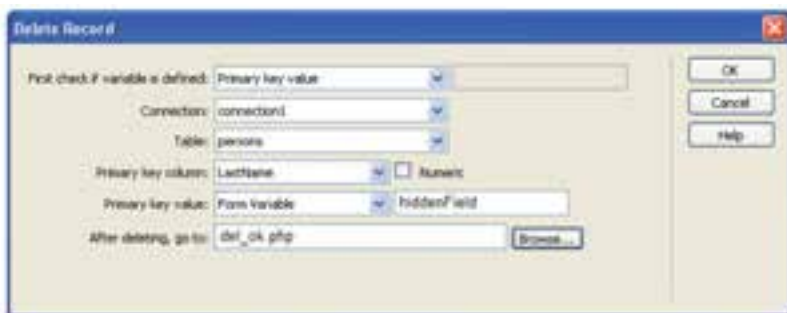 Delete Record
First check if variable is defined: Primary key value
OK
Connection: connection1
Cancel
Table: persons
Help
Primary key column: LastName Numeric
Primary key value: Form Variable hiddenField
After deleting, go to: del_ok.php Browse...